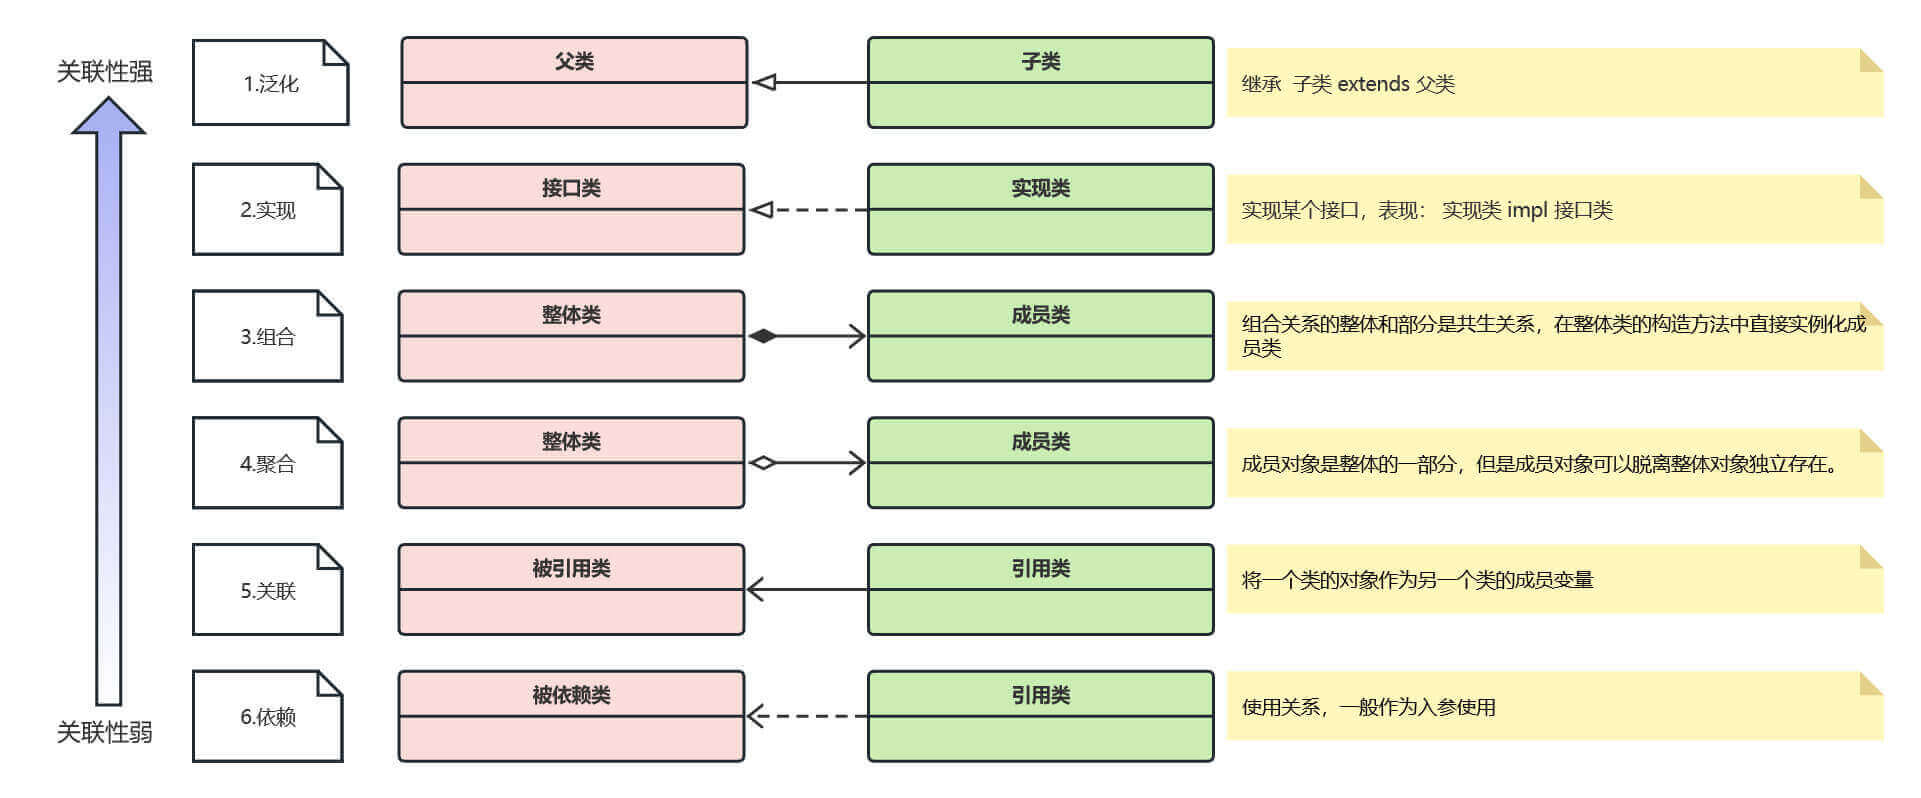 关联性强
1.泛化
父类
子类
继承 子类 extends 父类
2.实现
接口类
实现类
实现某个接口，表现： 实现类 impl 接口类
3.组合
整体类
成员类
组合关系的整体和部分是共生关系，在整体类的构造方法中直接实例化成
员类
4.聚合
整体类
成员类
成员对象是整体的一部分，但是成员对象可以脱离整体对象独立存在。
5.关联
被引用类
引用类
将一个类的对象作为另一个类的成员变量
6.依赖
被依赖类
引用类
使用关系，一般作为入参使用
关联性弱